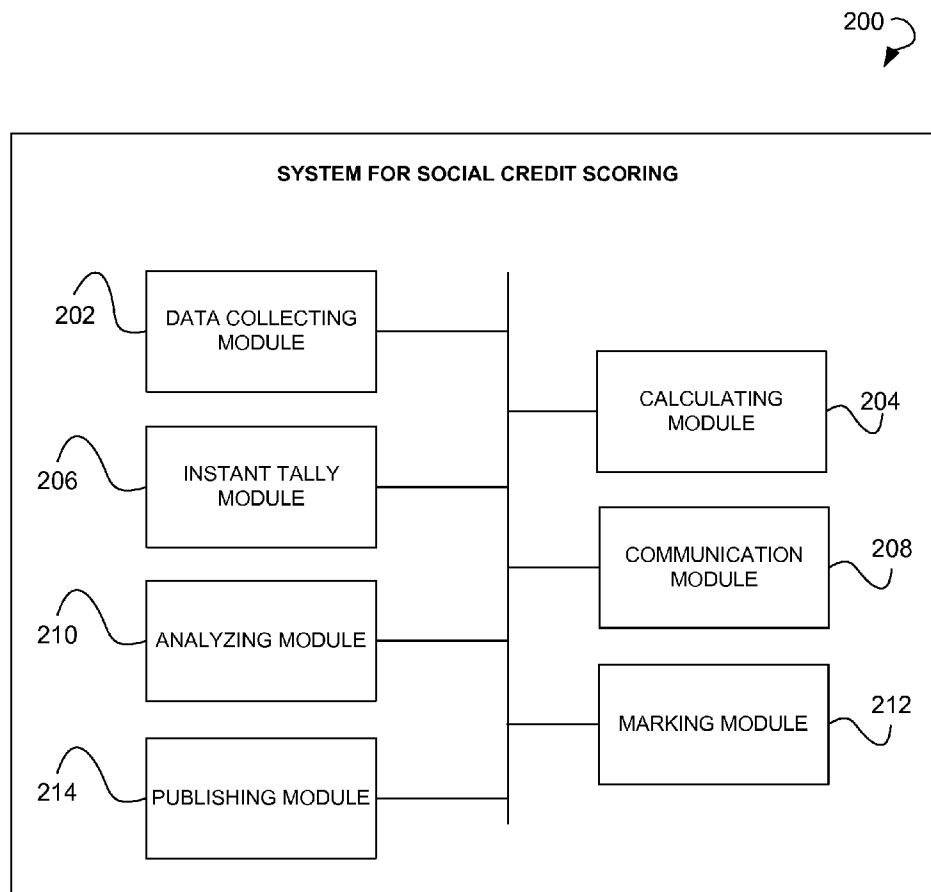 200
SYSTEM FOR SOCIAL CREDIT SCORING
202
DATA COLLECTING
MODULE
CALCULATING
MODULE
204
206
INSTANT TALLY
MODULE
COMMUNICATION
MODULE
208
210
ANALYZING MODULE
MARKING MODULE
212
214
PUBLISHING MODULE